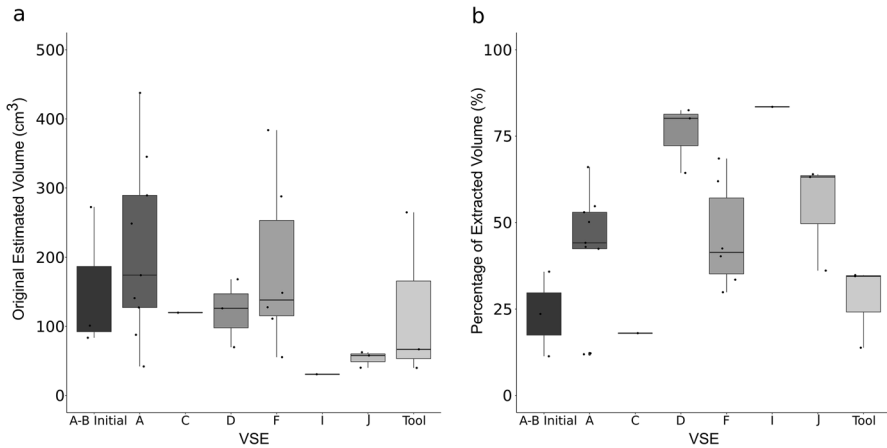 a
Original Estimated Volume (cm3)
500
400
300
200
100
0
A-B Initial A C D F I J Tool
VSE
b
Percentage of Extracted Volume (%)
100
75
50
25
0
A-B Initial A C D F I J Tool
VSE